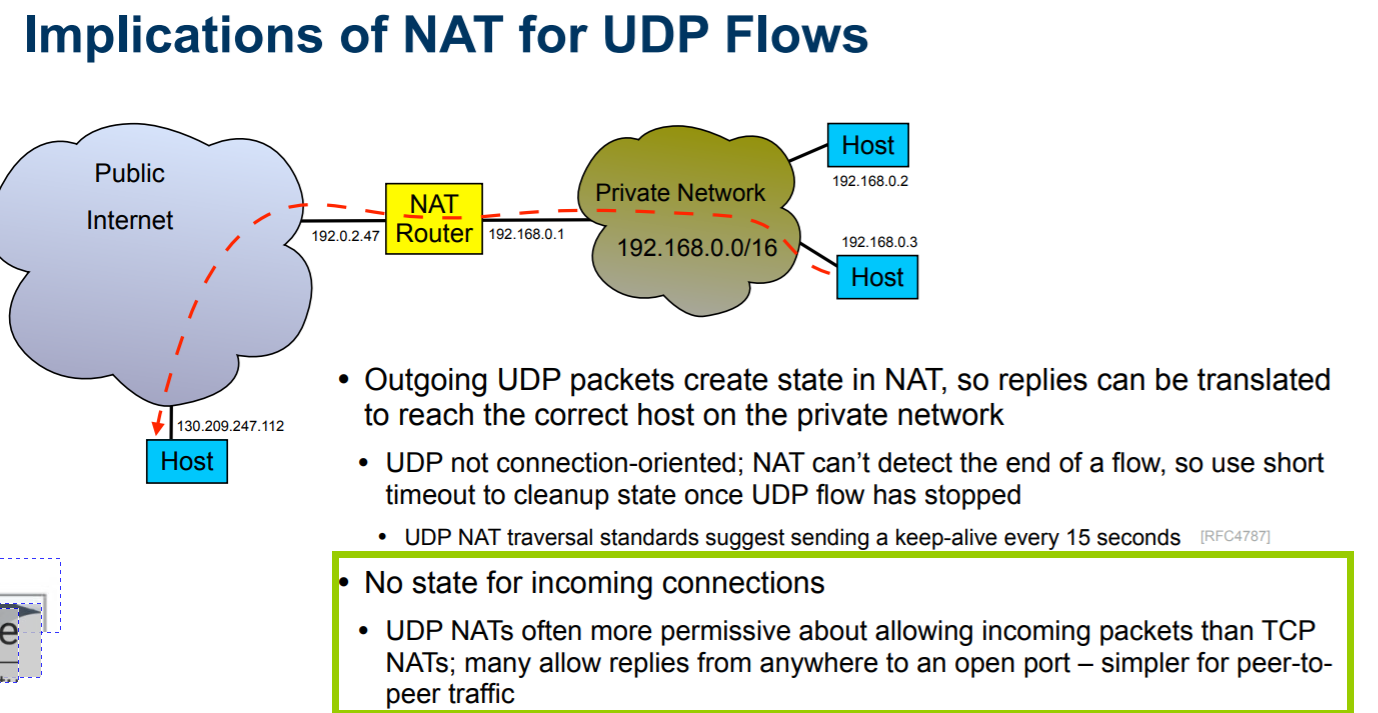 Implications of NAT for UDP Flows
Public
Internet
192.0.2.47
NAT
Router
192.168.0.1
Private Network
192.168.0.0/16
Host
192.168.0.2
192.168.0.3
Host
130.209.247.112
Host
• Outgoing UDP packets create state in NAT, so replies can be translated
to reach the correct host on the private network
• UDP not connection-oriented; NAT can’t detect the end of a flow, so use short
timeout to cleanup state once UDP flow has stopped
• UDP NAT traversal standards suggest sending a keep-alive every 15 seconds [RFC4787]
• No state for incoming connections
• UDP NATs often more permissive about allowing incoming packets than TCP
NATs; many allow replies from anywhere to an open port – simpler for peer-to-
peer traffic